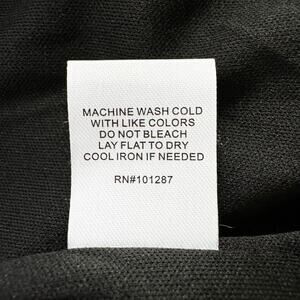 MACHINE WASH COLD
WITH LIKE COLORS
DO NOT BLEACH
LAY FLAT TO DRY
COOL IRON IF NEEDED
RN#101287